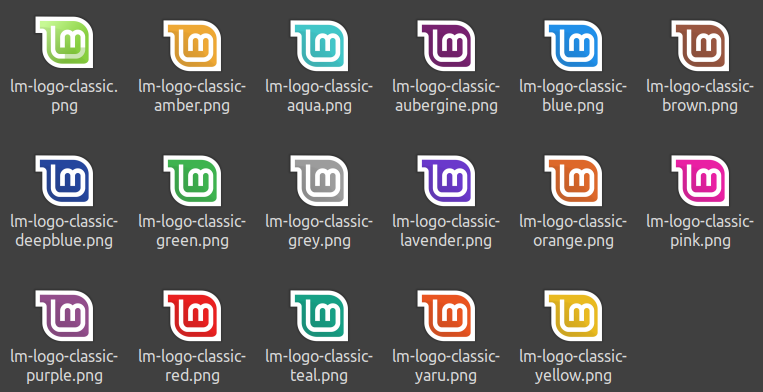 lm-logo-classic.
png
lm-logo-classic-
amber.png
lm-logo-classic-
aqua.png
lm-logo-classic-
aubergine.png
lm-logo-classic-
blue.png
lm-logo-classic-
brown.png
lm-logo-classic-
deepblue.png
lm-logo-classic-
green.png
lm-logo-classic-
grey.png
lm-logo-classic-
lavender.png
lm-logo-classic-
orange.png
lm-logo-classic-
pink.png
lm-logo-classic-
purple.png
lm-logo-classic-
red.png
lm-logo-classic-
teal.png
lm-logo-classic-
yaru.png
lm-logo-classic-
yellow.png